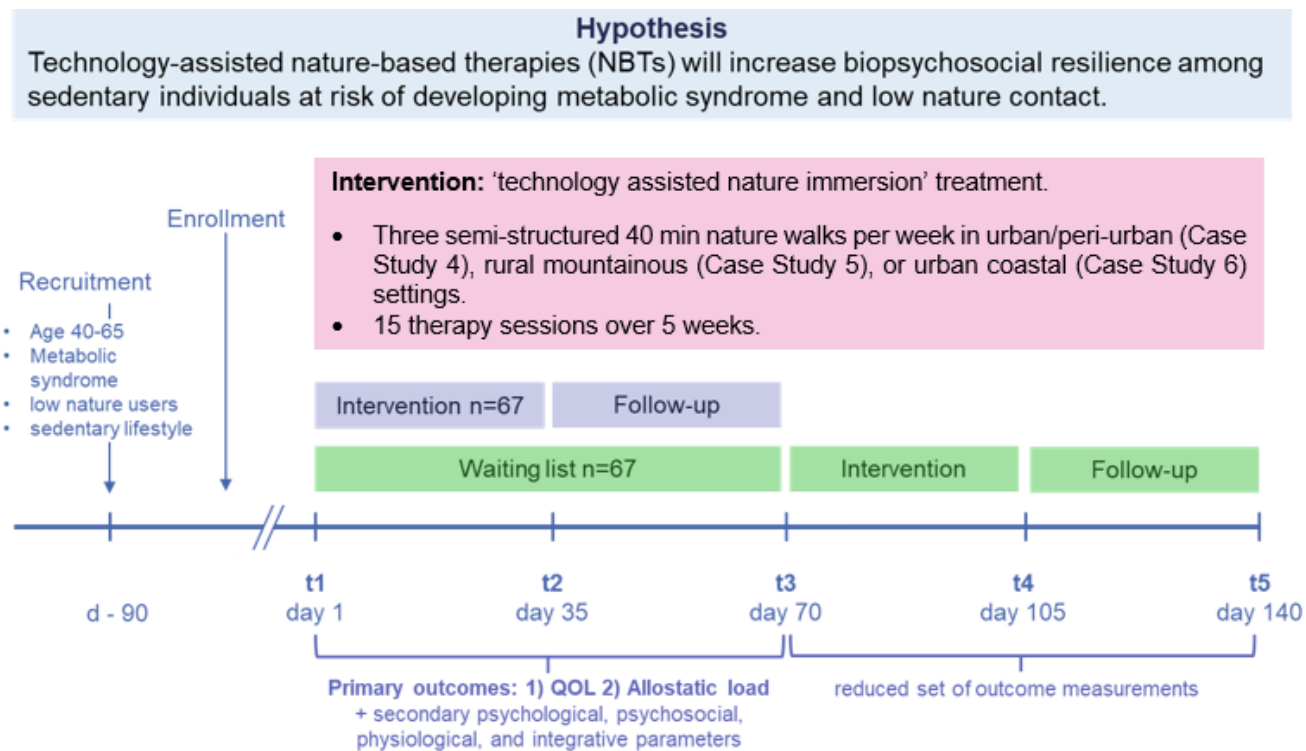 Hypothesis
Technology-assisted nature-based therapies (NBTs) will increase biopsychosocial resilience among
sedentary individuals at risk of developing metabolic syndrome and low nature contact.
Intervention: ‘technology assisted nature immersion’ treatment.
• Three semi-structured 40 min nature walks per week in urban/peri-urban (Case
Study 4), rural mountainous (Case Study 5), or urban coastal (Case Study 6)
settings.
• 15 therapy sessions over 5 weeks.
Enrollment
Recruitment
• Age 40-65
• Metabolic
syndrome
• low nature users
• sedentary lifestyle
Intervention n=67
Follow-up
Waiting list n=67
Intervention
Follow-up
d - 90
t1
day 1
t2
day 35
t3
day 70
t4
day 105
t5
day 140
Primary outcomes: 1) QOL 2) Allostatic load
+ secondary psychological, psychosocial,
physiological, and integrative parameters
reduced set of outcome measurements